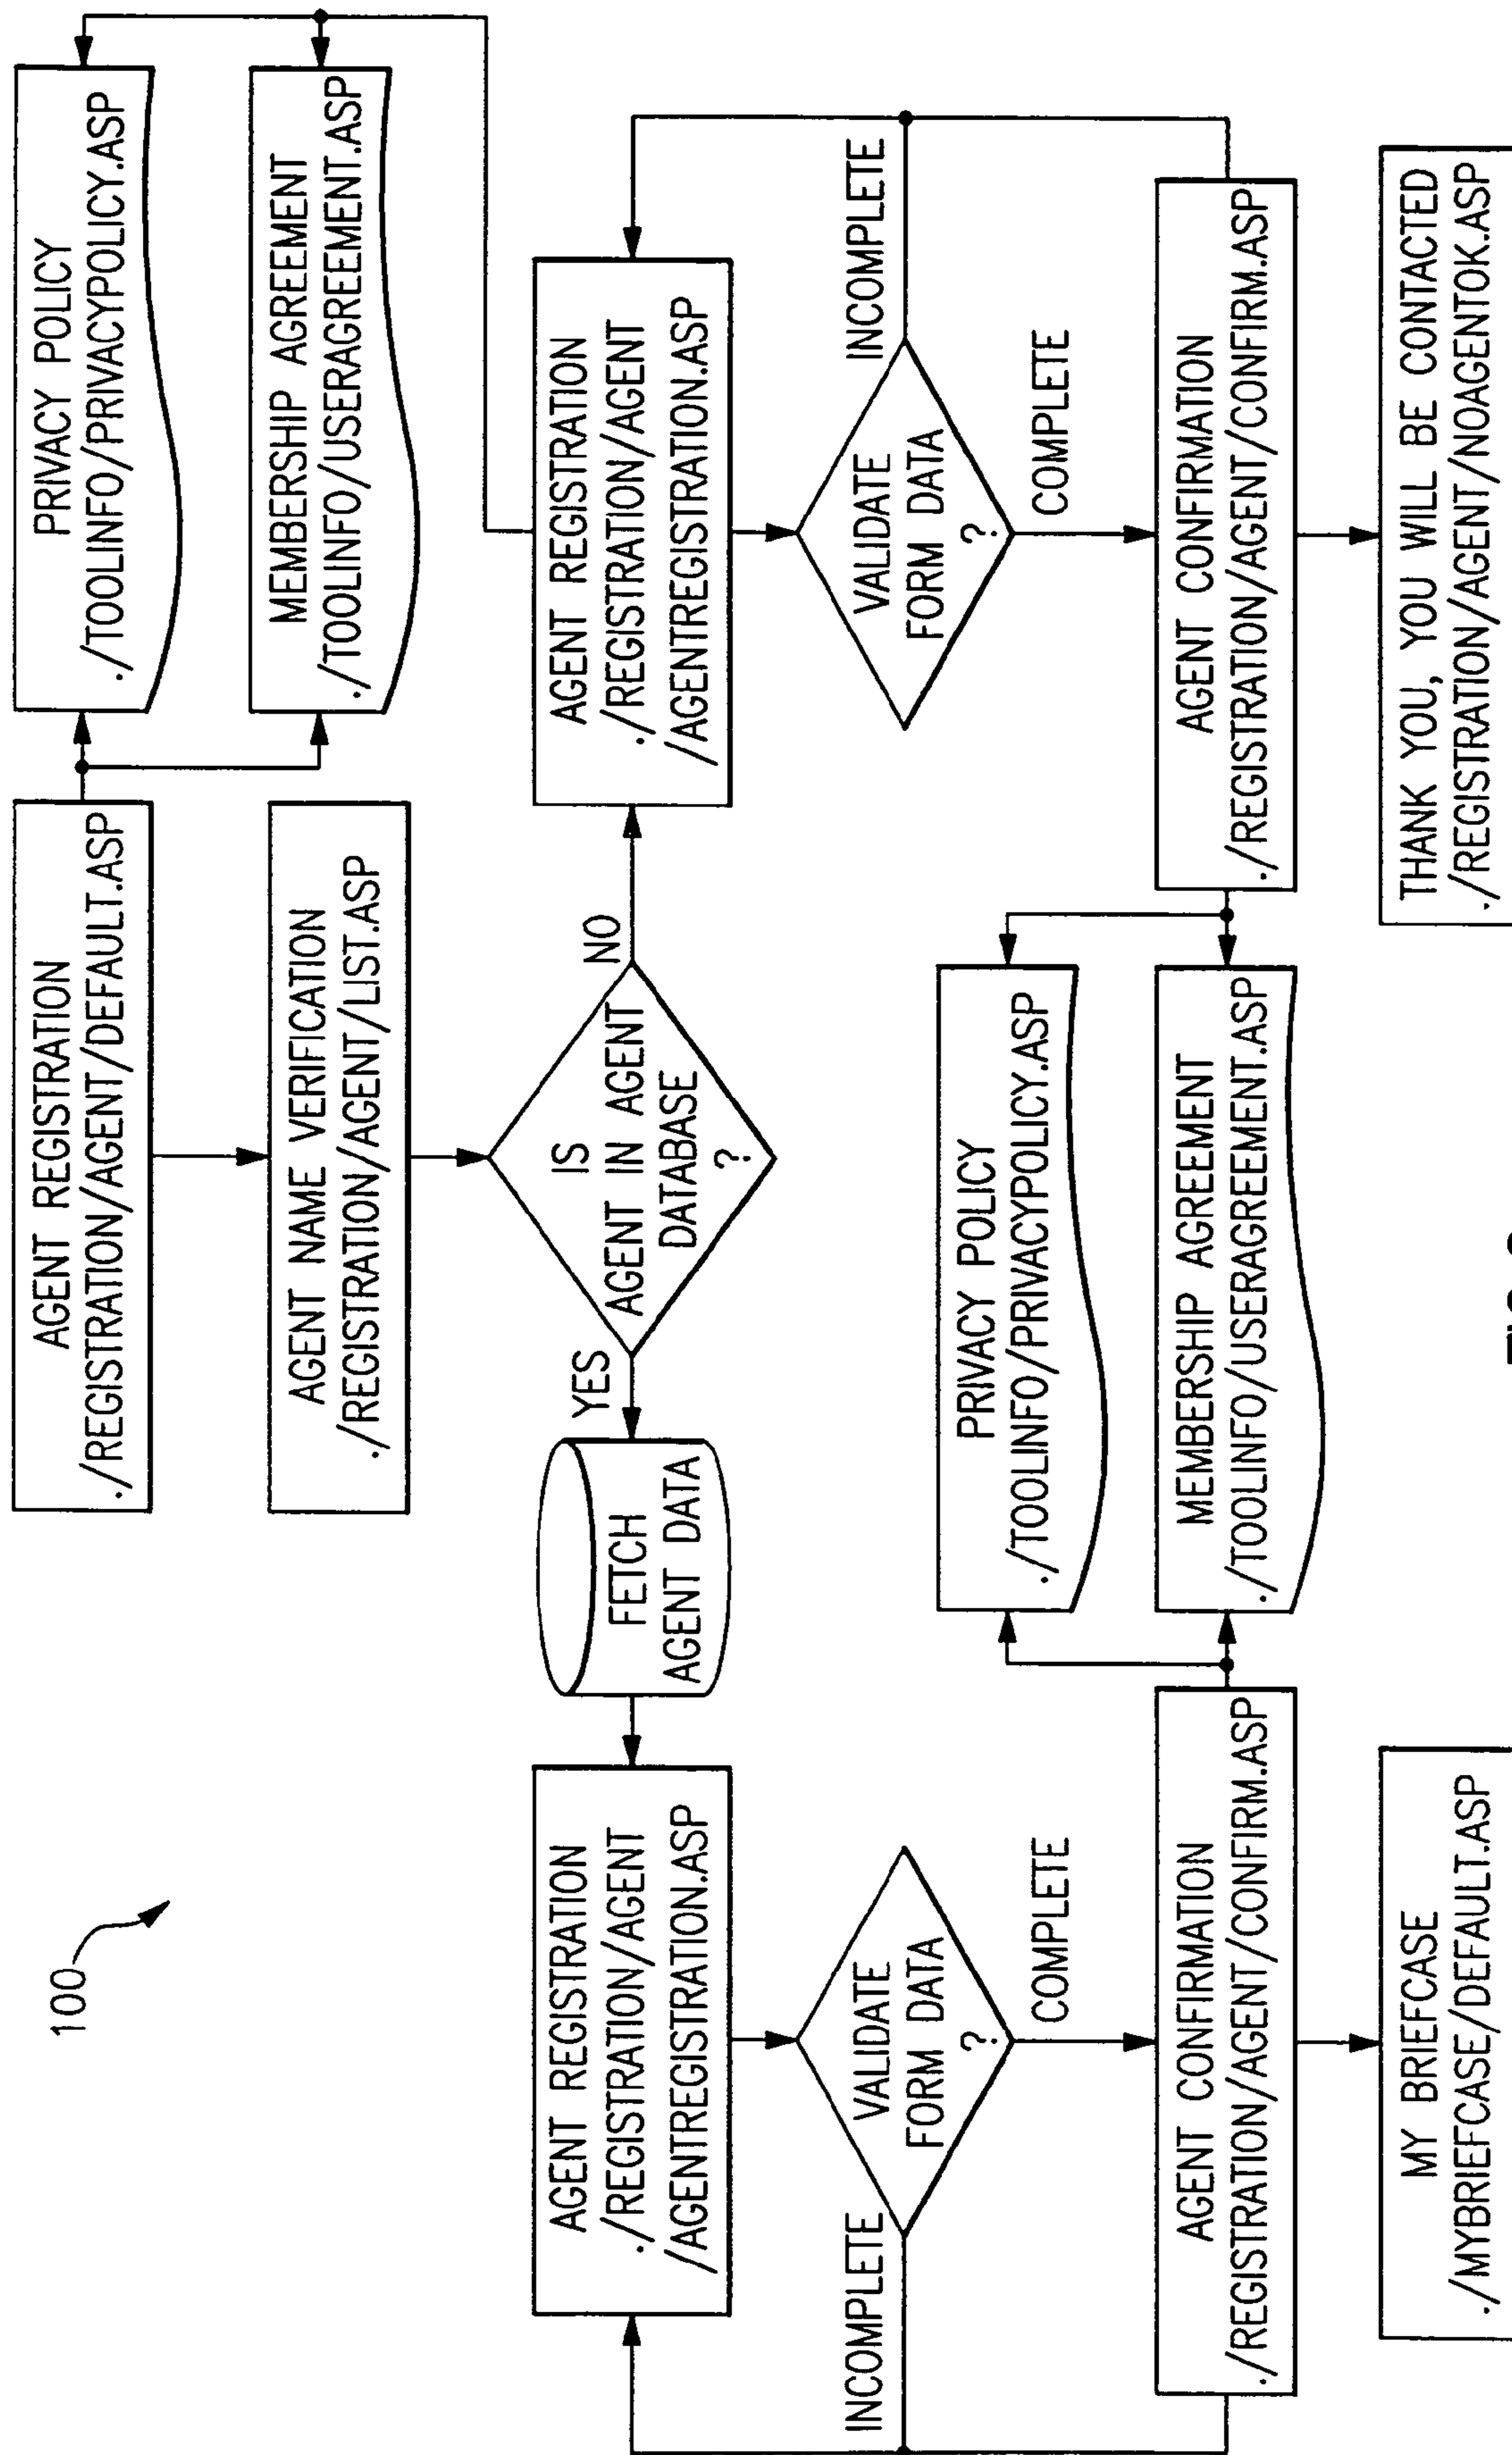 100
AGENT REGISTRATION
./REGISTRATION/AGENT/DEFAULT.ASP
PRIVACY POLICY
./TOOLINFO/PRIVACYPOLICY.ASP
AGENT NAME VERIFICATION
./REGISTRATION/AGENT/LIST.ASP
MEMBERSHIP AGREEMENT
./TOOLINFO/USERAGREEMENT.ASP
IS
AGENT IN AGENT
DATABASE
?
YES
NO
FETCH
AGENT DATA
AGENT REGISTRATION
./REGISTRATION/AGENT
/AGENTREGISTRATION.ASP
AGENT REGISTRATION
./REGISTRATION/AGENT
/AGENTREGISTRATION.ASP
INCOMPLETE
VALIDATE
FORM DATA
?
COMPLETE
VALIDATE
FORM DATA
?
INCOMPLETE
COMPLETE
PRIVACY POLICY
./TOOLINFO/PRIVACYPOLICY.ASP
AGENT CONFIRMATION
./REGISTRATION/AGENT/CONFIRM.ASP
MEMBERSHIP AGREEMENT
./TOOLINFO/USERAGREEMENT.ASP
AGENT CONFIRMATION
./REGISTRATION/AGENT/CONFIRM.ASP
MY BRIEFCASE
./MYBRIEFCASE/DEFAULT.ASP
THANK YOU, YOU WILL BE CONTACTED
./REGISTRATION/AGENT/NOAGENTOK.ASP